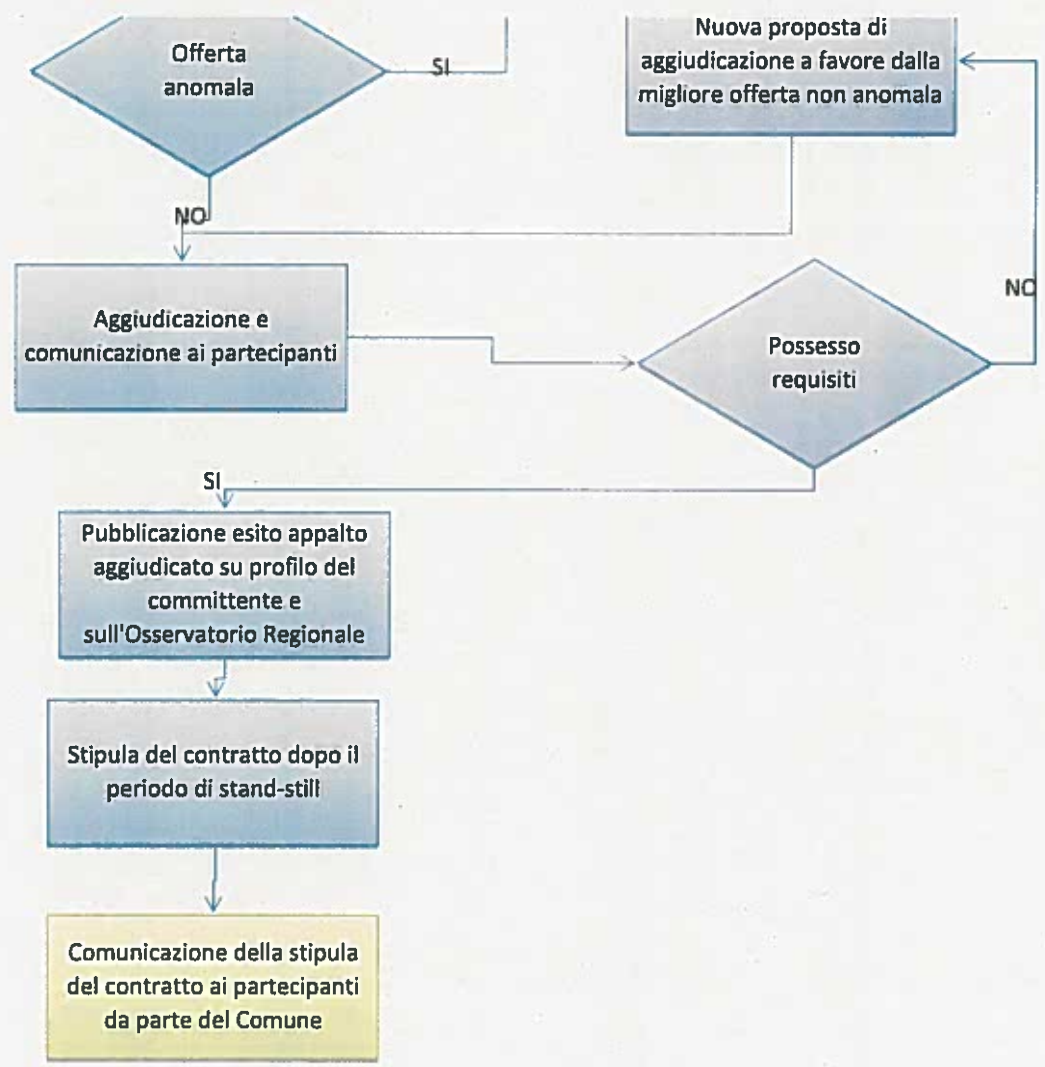 Offerta
anomala
SI
Nuova proposta di
aggiudicazione a favore dalla
migliore offerta non anomala
NO
Aggiudicazione e
comunicazione ai partecipanti
Possesso
requisiti
NO
SI
Pubblicazione esito appalto
aggiudicato su profilo del
committente e
sull'Osservatorio Regionale
Stipula del contratto dopo il
periodo di stand-still
Comunicazione della stipula
del contratto ai partecipanti
da parte del Comune